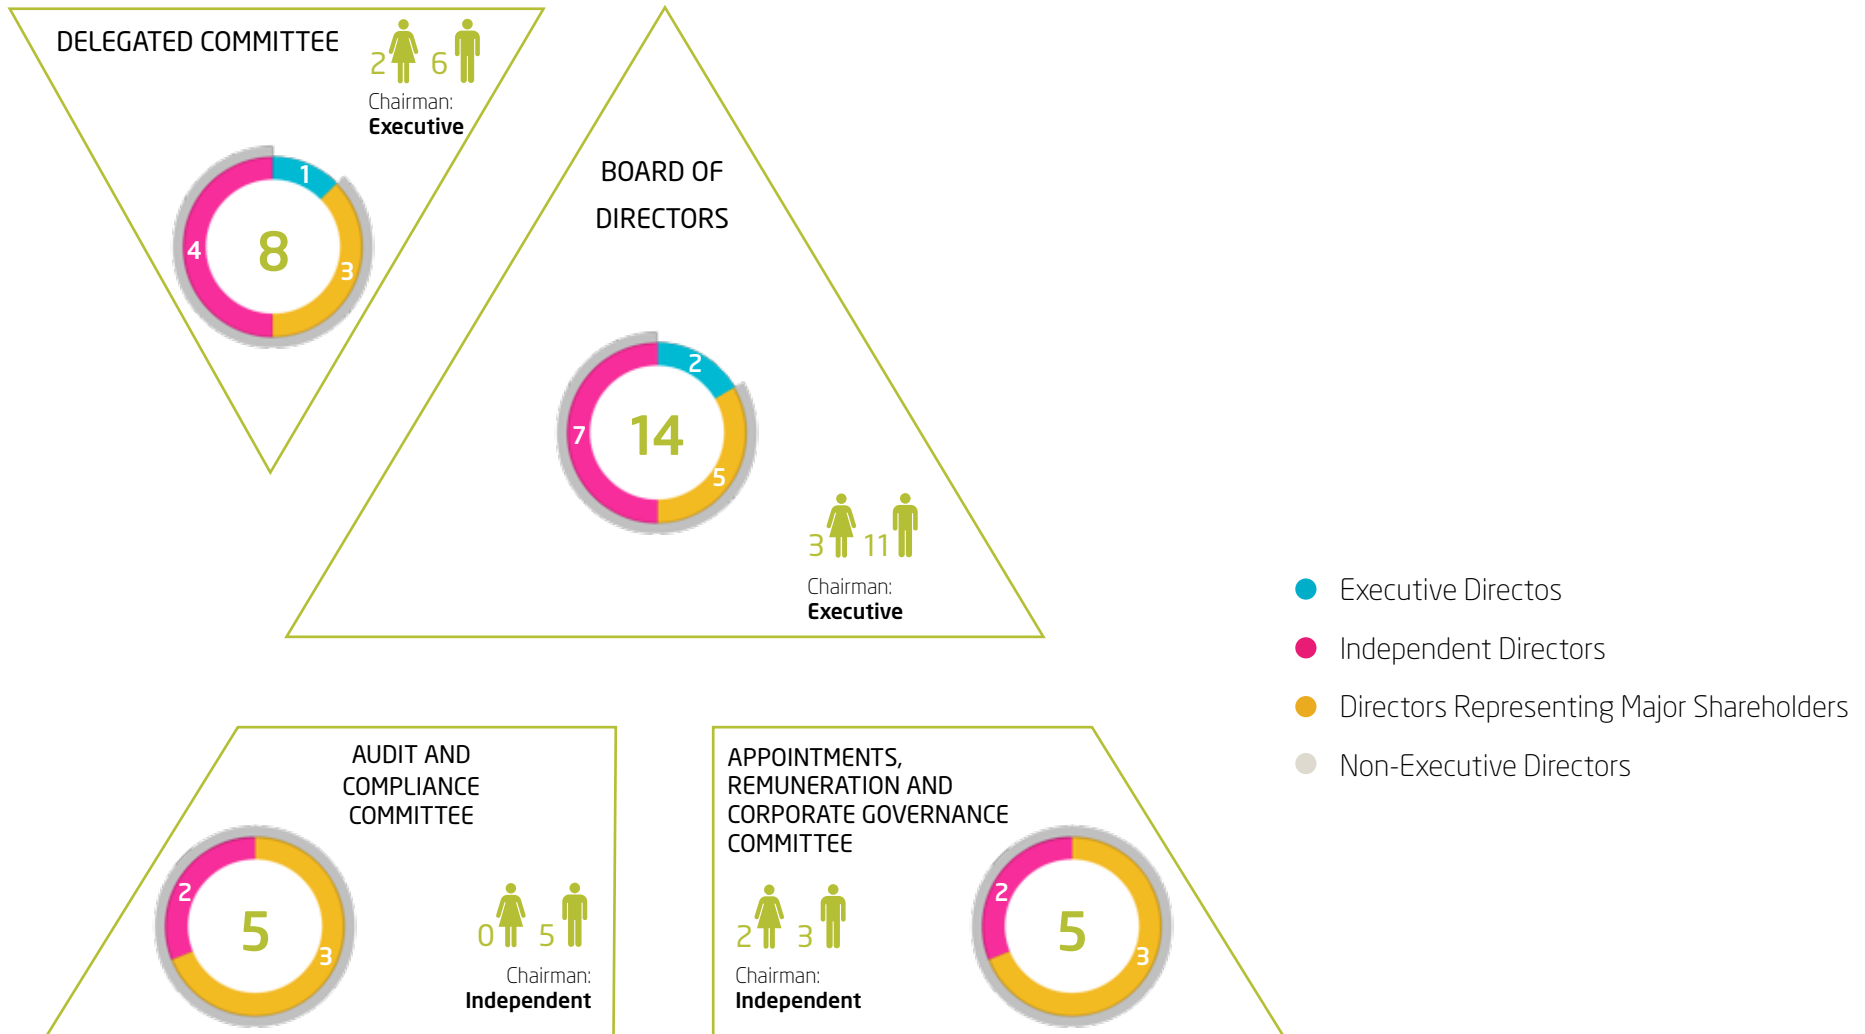 DELEGATED COMMITTEE
2 6
Chairman:
Executive
1
4
8
3
BOARD OF
DIRECTORS
2
7
14
5
3 11
Chairman:
Executive
Executive Directos
Independent Directors
Directors Representing Major Shareholders
Non-Executive Directors
AUDIT AND
COMPLIANCE
COMMITTEE
2
5
3
0 5
Chairman:
Independent
APPOINTMENTS,
REMUNERATION AND
CORPORATE GOVERNANCE
COMMITTEE
2 3
Chairman:
Independent
2
5
3